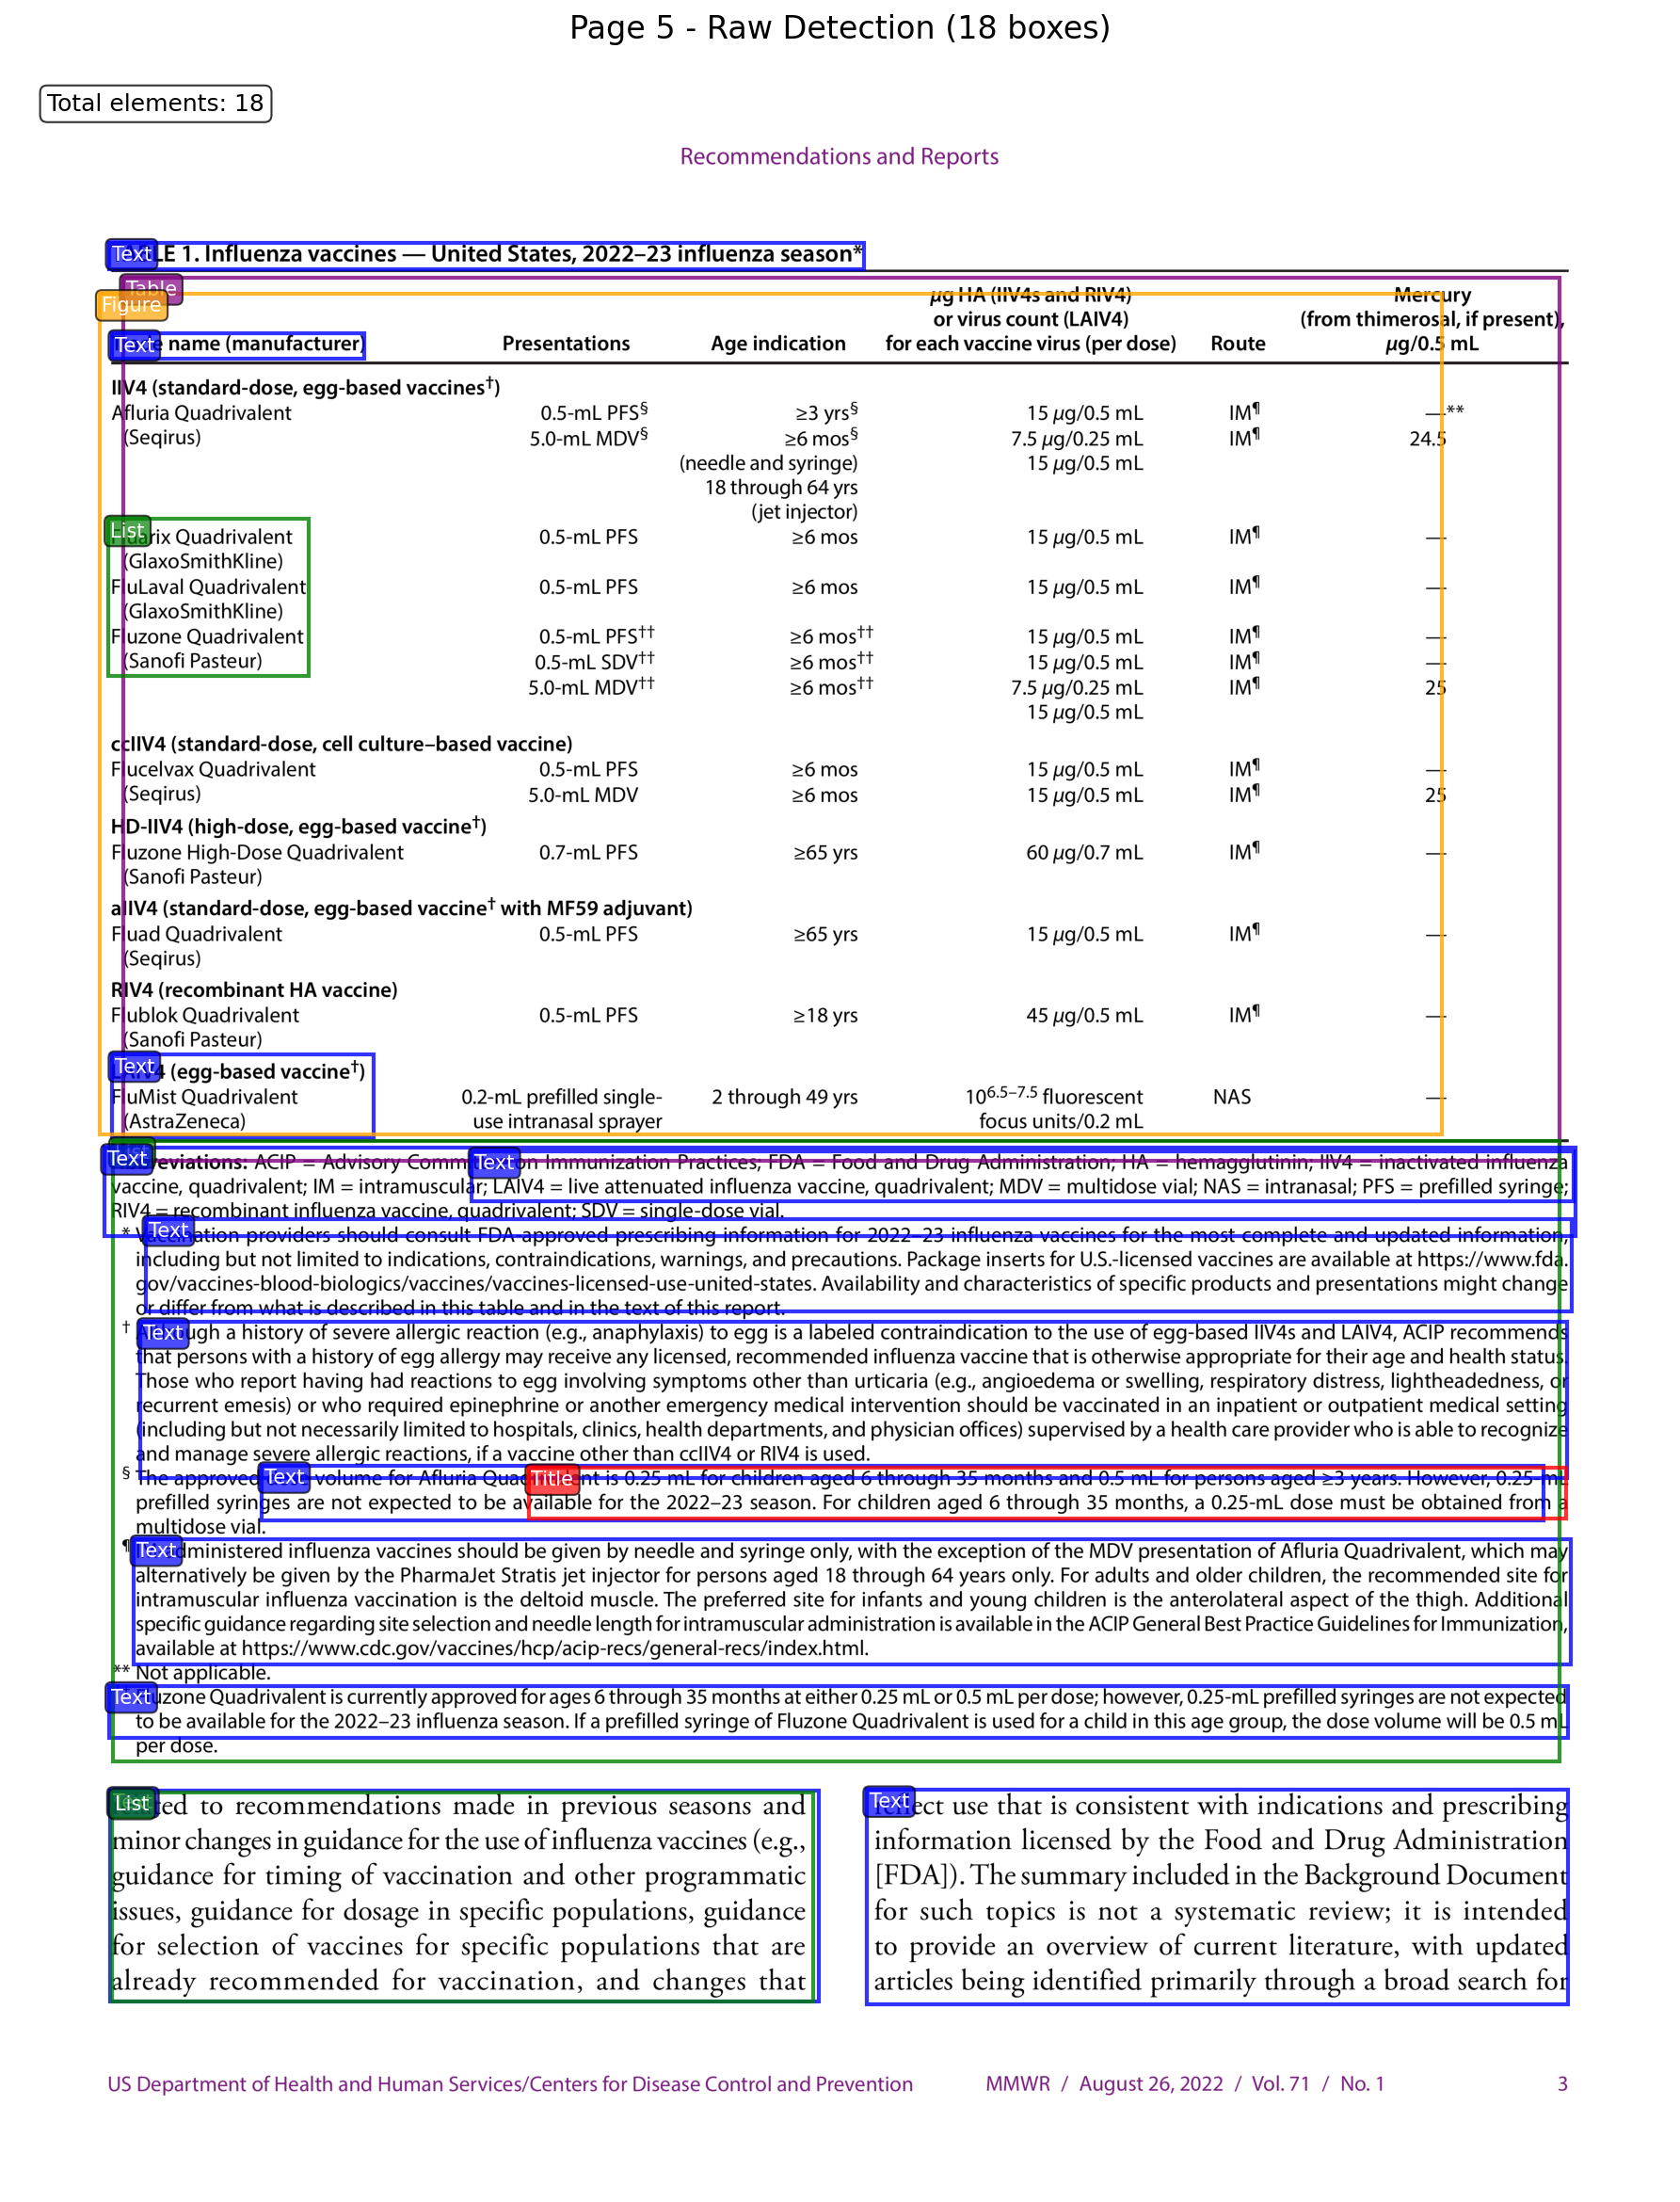 Page 5 - Raw Detection (18 boxes)
Total elements: 18
Recommendations and Reports
Text
LE 1. Influenza vaccines — United States, 2022–23 influenza season*
Table
Figure
µg HA (IIV4s and RIV4) Mercury
or virus count (LAIV4) (from thimerosal, if present),
Text name (manufacturer) Presentations Age indication for each vaccine virus (per dose) Route µg/0.5 mL
IIV4 (standard-dose, egg-based vaccines†)
Afluria Quadrivalent 0.5-mL PFS§ ≥3 yrs§ 15 µg/0.5 mL IM¶ —**
(Seqirus) 5.0-mL MDV§ ≥6 mos§ 7.5 µg/0.25 mL IM¶ 24.5
(needle and syringe) 15 µg/0.5 mL
18 through 64 yrs
(jet injector)
List
Quadrivalent 0.5-mL PFS ≥6 mos 15 µg/0.5 mL IM¶ —
(GlaxoSmithKline)
FluLaval Quadrivalent 0.5-mL PFS ≥6 mos 15 µg/0.5 mL IM¶ —
(GlaxoSmithKline)
Fluzone Quadrivalent 0.5-mL PFS†† ≥6 mos†† 15 µg/0.5 mL IM¶ —
(Sanofi Pasteur) 0.5-mL SDV†† ≥6 mos†† 15 µg/0.5 mL IM¶ —
5.0-mL MDV†† ≥6 mos†† 7.5 µg/0.25 mL IM¶ 25
15 µg/0.5 mL
ccIIV4 (standard-dose, cell culture–based vaccine)
Flucelvax Quadrivalent 0.5-mL PFS ≥6 mos 15 µg/0.5 mL IM¶ —
(Seqirus) 5.0-mL MDV ≥6 mos 15 µg/0.5 mL IM¶ 25
HD-IIV4 (high-dose, egg-based vaccine†)
Fluzone High-Dose Quadrivalent 0.7-mL PFS ≥65 yrs 60 µg/0.7 mL IM¶ —
(Sanofi Pasteur)
aIIV4 (standard-dose, egg-based vaccine† with MF59 adjuvant)
Fluad Quadrivalent 0.5-mL PFS ≥65 yrs 15 µg/0.5 mL IM¶ —
(Seqirus)
RIV4 (recombinant HA vaccine)
Flublok Quadrivalent 0.5-mL PFS ≥18 yrs 45 µg/0.5 mL IM¶ —
(Sanofi Pasteur)
Text
(egg-based vaccine†)
FluMist Quadrivalent 0.2-mL prefilled single- 2 through 49 yrs 10^6.5–7.5 fluorescent NAS —
(AstraZeneca) use intranasal sprayer focus units/0.2 mL
Text reviations: ACIP = Advisory Comm Text on Immunization Practices; FDA = Food and Drug Administration; HA = hemagglutinin; IIV4 = inactivated influenza
vaccine, quadrivalent; IM = intramuscular; LAIV4 = live attenuated influenza vaccine, quadrivalent; MDV = multidose vial; NAS = intranasal; PFS = prefilled syringe;
RIV4 = recombinant influenza vaccine, quadrivalent; SDV = single-dose vial.
* Text ation providers should consult FDA-approved prescribing information for 2022–23 influenza vaccines for the most complete and updated information,
including but not limited to indications, contraindications, warnings, and precautions. Package inserts for U.S.-licensed vaccines are available at https://www.fda.
gov/vaccines-blood-biologics/vaccines/vaccines-licensed-use-united-states. Availability and characteristics of specific products and presentations might change
or differ from what is described in this table and in the text of this report.
† Text gh a history of severe allergic reaction (e.g., anaphylaxis) to egg is a labeled contraindication to the use of egg-based IIV4s and LAIV4, ACIP recommends
that persons with a history of egg allergy may receive any licensed, recommended influenza vaccine that is otherwise appropriate for their age and health status.
Those who report having had reactions to egg involving symptoms other than urticaria (e.g., angioedema or swelling, respiratory distress, lightheadedness, or
recurrent emesis) or who required epinephrine or another emergency medical intervention should be vaccinated in an inpatient or outpatient medical setting
(including but not necessarily limited to hospitals, clinics, health departments, and physician offices) supervised by a health care provider who is able to recognize
and manage severe allergic reactions, if a vaccine other than ccIIV4 or RIV4 is used.
§ The approved Text volume for Afluria Quad Title nt is 0.25 mL for children aged 6 through 35 months and 0.5 mL for persons aged ≥3 years. However, 0.25-mL
prefilled syringes are not expected to be available for the 2022–23 season. For children aged 6 through 35 months, a 0.25-mL dose must be obtained from a
multidose vial.
¶ Text dministered influenza vaccines should be given by needle and syringe only, with the exception of the MDV presentation of Afluria Quadrivalent, which may
alternatively be given by the PharmaJet Stratis jet injector for persons aged 18 through 64 years only. For adults and older children, the recommended site for
intramuscular influenza vaccination is the deltoid muscle. The preferred site for infants and young children is the anterolateral aspect of the thigh. Additional
specific guidance regarding site selection and needle length for intramuscular administration is available in the ACIP General Best Practice Guidelines for Immunization,
available at https://www.cdc.gov/vaccines/hcp/acip-recs/general-recs/index.html.
** Not applicable.
Text uzone Quadrivalent is currently approved for ages 6 through 35 months at either 0.25 mL or 0.5 mL per dose; however, 0.25-mL prefilled syringes are not expected
to be available for the 2022–23 influenza season. If a prefilled syringe of Fluzone Quadrivalent is used for a child in this age group, the dose volume will be 0.5 mL
per dose.
List ted to recommendations made in previous seasons and
minor changes in guidance for the use of influenza vaccines (e.g.,
guidance for timing of vaccination and other programmatic
issues, guidance for dosage in specific populations, guidance
for selection of vaccines for specific populations that are
already recommended for vaccination, and changes that
Text ect use that is consistent with indications and prescribing
information licensed by the Food and Drug Administration
[FDA]). The summary included in the Background Document
for such topics is not a systematic review; it is intended
to provide an overview of current literature, with updated
articles being identified primarily through a broad search for
US Department of Health and Human Services/Centers for Disease Control and Prevention MMWR / August 26, 2022 / Vol. 71 / No. 1 3